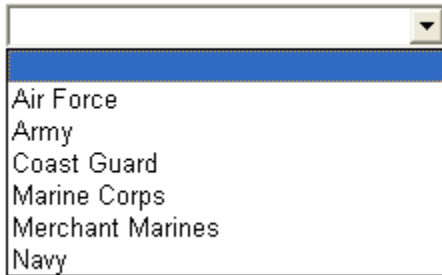 Air Force
Army
Coast Guard
Marine Corps
Merchant Marines
Navy